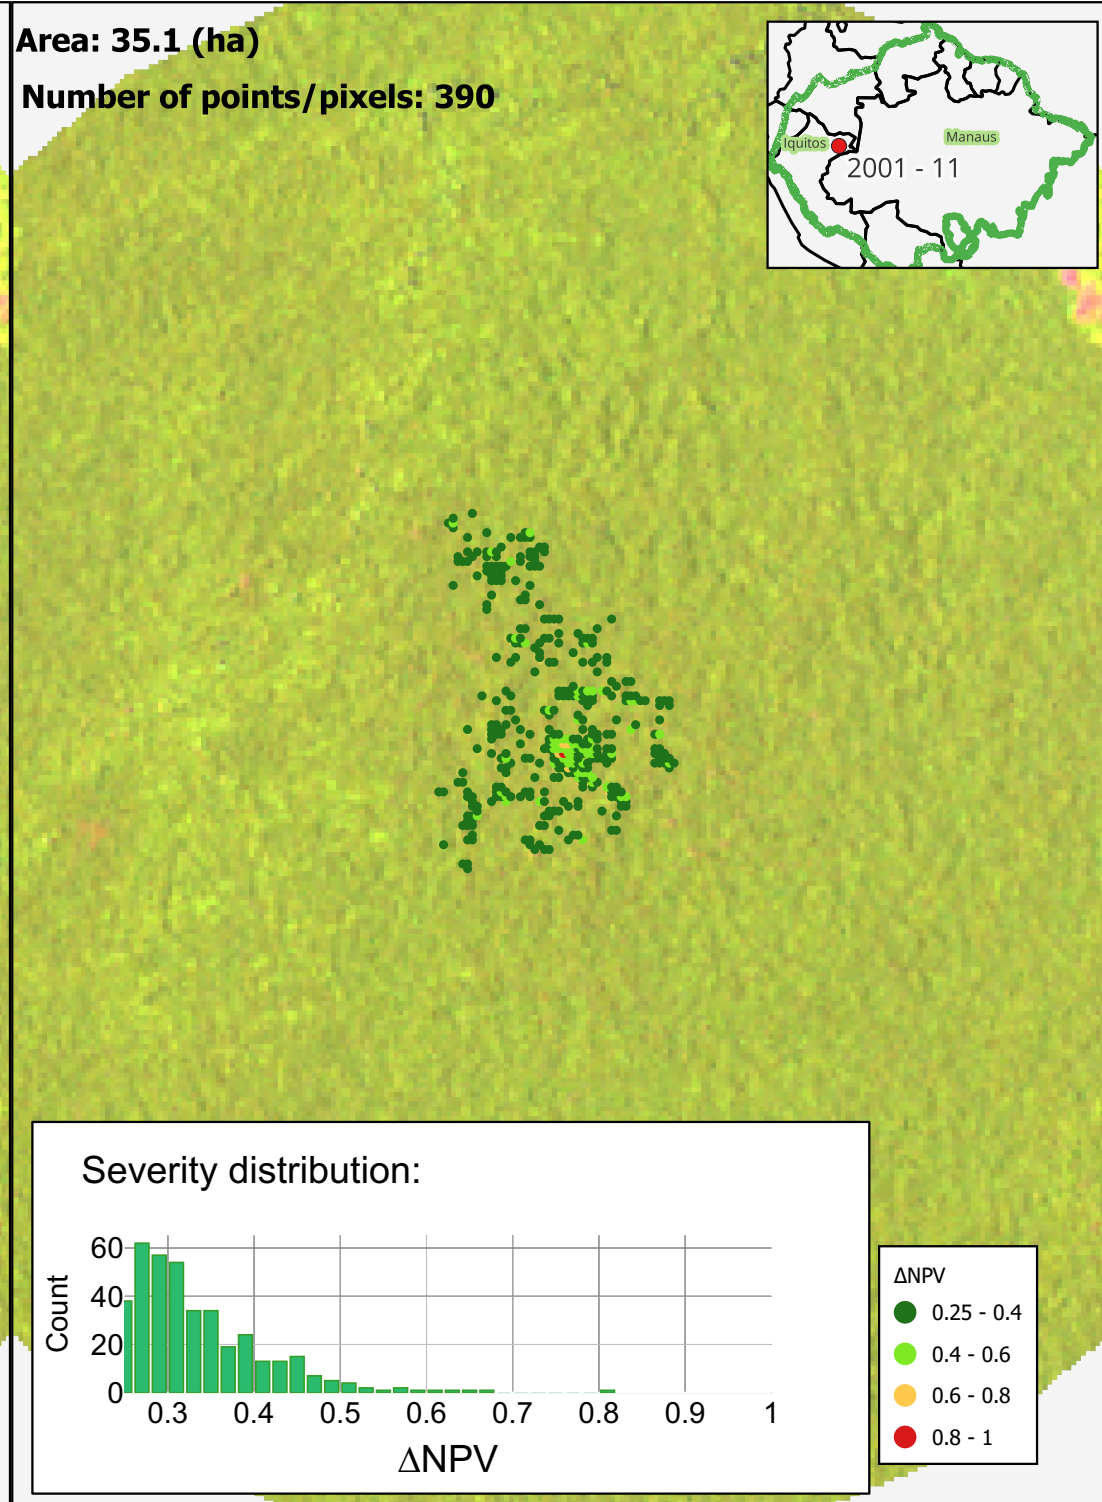 Area: 35.1 (ha)
Number of points/pixels: 390
Iquitos
Manaus
2001 - 11
Severity distribution:
Count
60
40
20
0
0.3 0.4 0.5 0.6 0.7 0.8 0.9 1
ΔNPV
ΔNPV
0.25 - 0.4
0.4 - 0.6
0.6 - 0.8
0.8 - 1